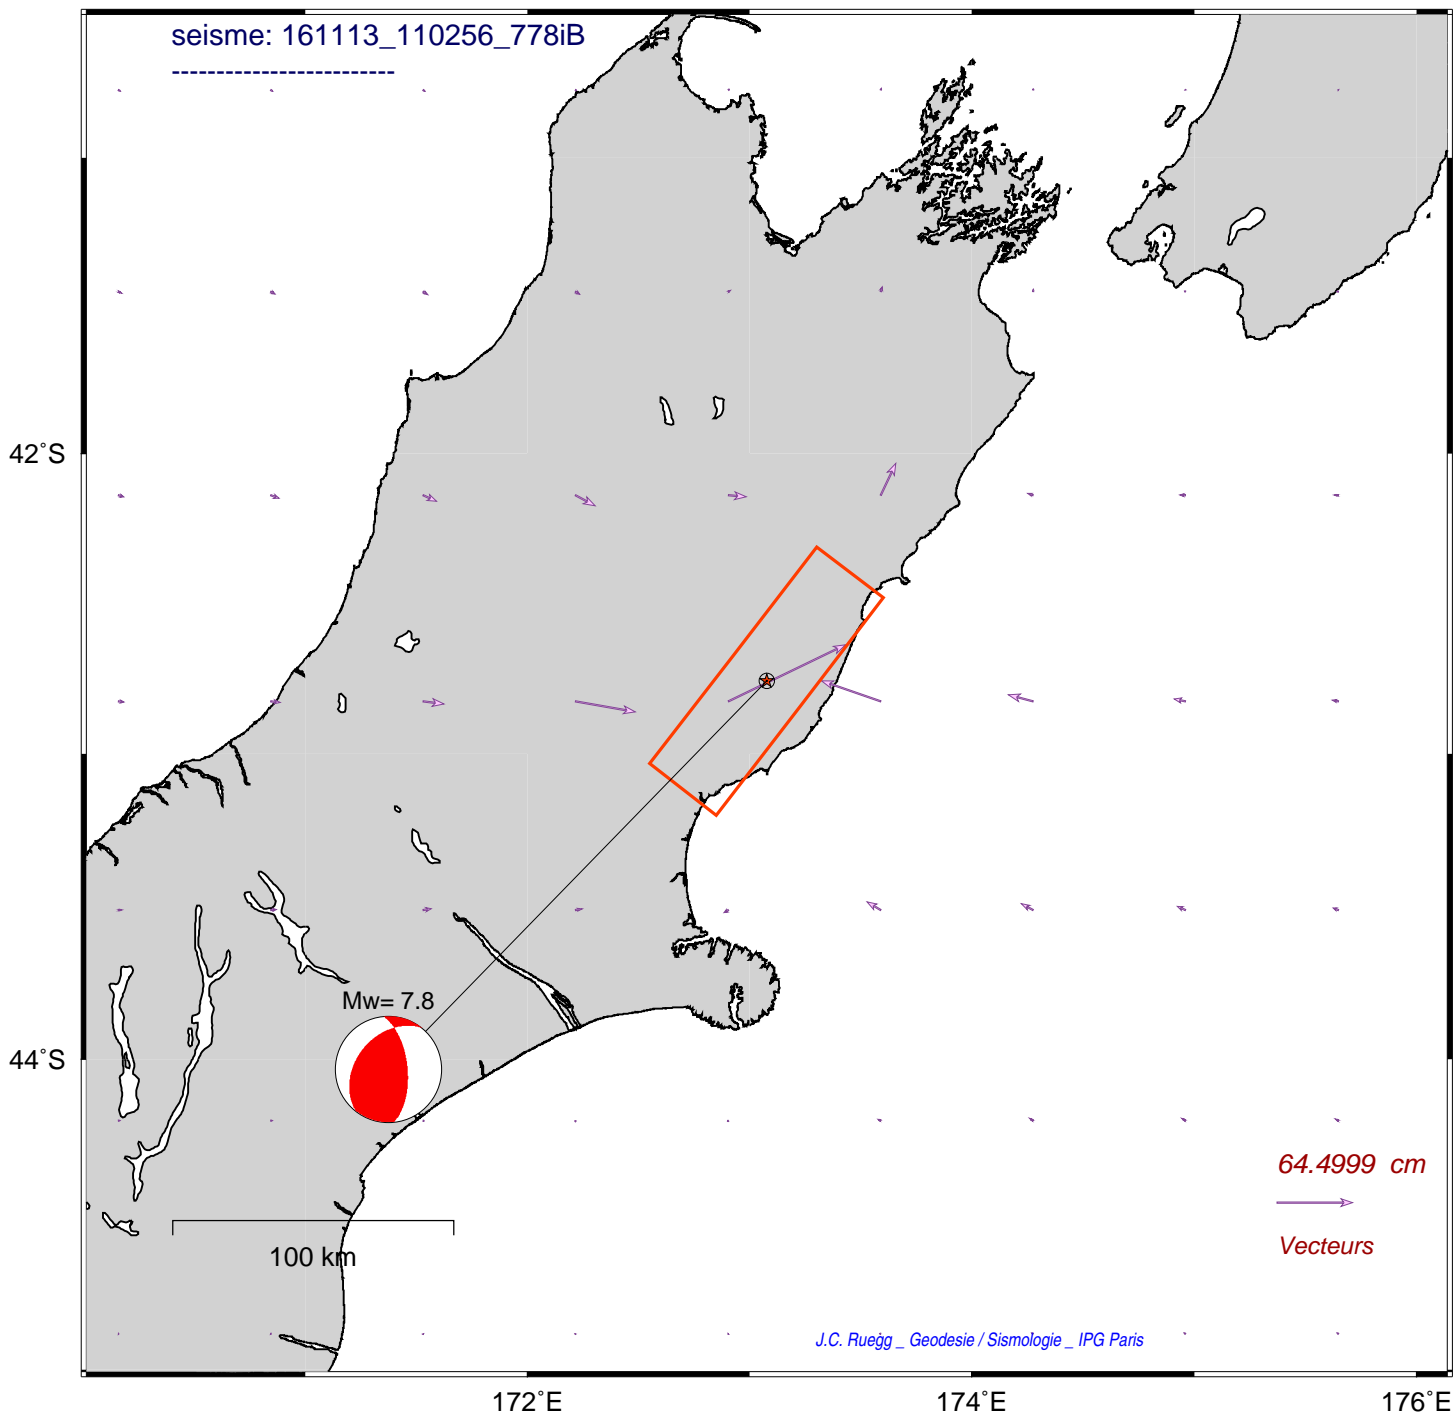 seisme: 161113_110256_778iB
-------------------------
42°S
Mw= 7.8
44°S
64.4999 cm
Vecteurs
100 km
J.C. Ruegg _ Geodesie / Sismologie _ IPG Paris
172°E
174°E
176°E